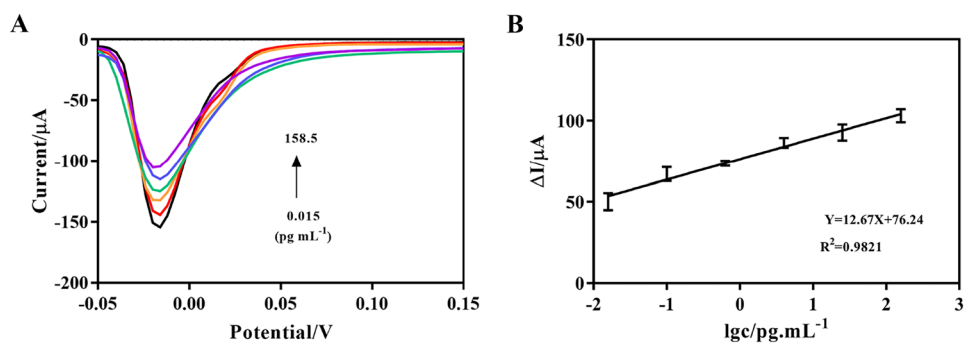 A
Current/μA
0
-50
-100
-150
-200
-0.05
0.00
0.05
0.10
0.15
Potential/V
158.5
0.015
(pg mL⁻¹)
B
ΔI/μA
150
100
50
0
-2
-1
0
1
2
3
lgc/pg.mL⁻¹
Y=12.67X+76.24
R²=0.9821